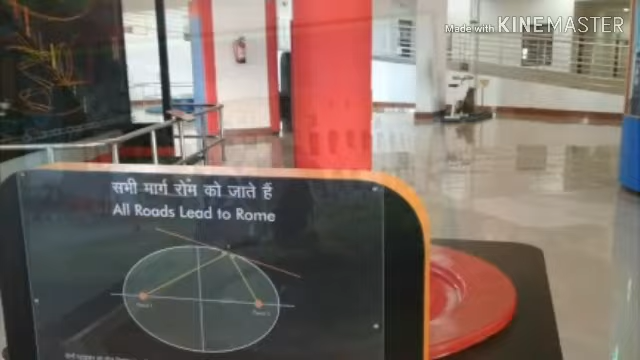 Made with KINEMASTER
सभी मार्ग रोम को जाते हैं
All Roads Lead to Rome